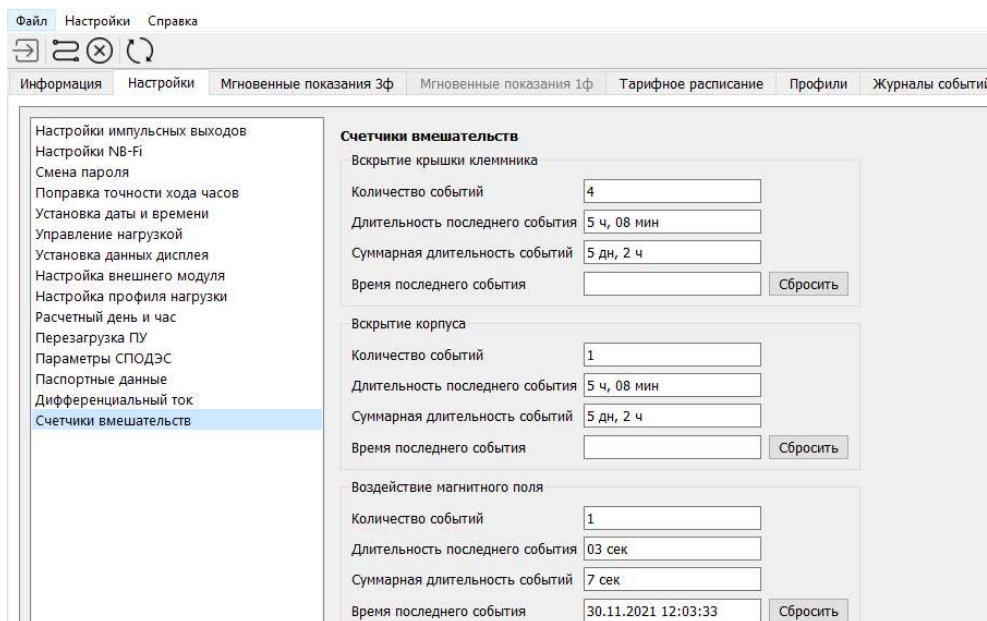 Файл Настройки Справка
Информация Настройки Мгновенные показания 3ф Мгновенные показания 1ф Тарифное расписание Профили Журналы событий
Настройки импульсных выходов
Настройки NB-Fi
Смена пароля
Поправка точности хода часов
Установка даты и времени
Управление нагрузкой
Установка данных дисплея
Настройка внешнего модуля
Настройка профиля нагрузки
Расчетный день и час
Перезагрузка ПУ
Параметры СПОДЭС
Паспортные данные
Дифференциальный ток
Счетчики вмешательств
Счетчики вмешательств
Вскрытие крышки клеммника
Количество событий 4
Длительность последнего события 5 ч, 08 мин
Суммарная длительность событий 5 дн, 2 ч
Время последнего события Сбросить
Вскрытие корпуса
Количество событий 1
Длительность последнего события 5 ч, 08 мин
Суммарная длительность событий 5 дн, 2 ч
Время последнего события Сбросить
Воздействие магнитного поля
Количество событий 1
Длительность последнего события 03 сек
Суммарная длительность событий 7 сек
Время последнего события 30.11.2021 12:03:33 Сбросить